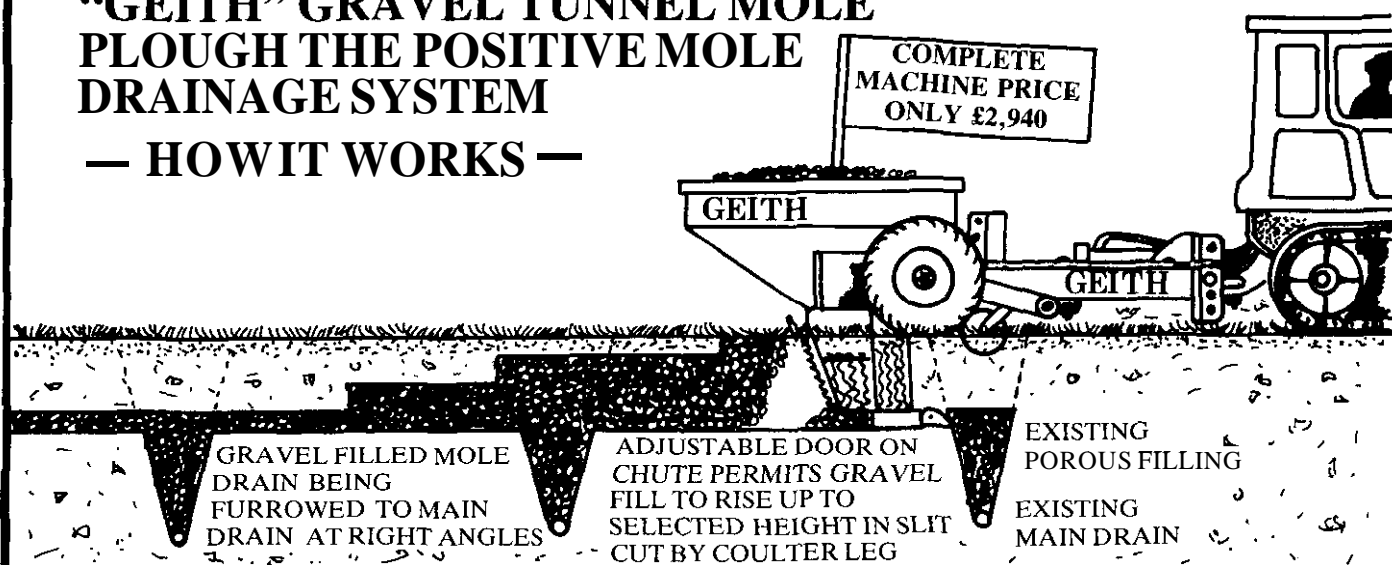 “GEITH” GRAVEL TUNNEL MOLE
PLOUGH THE POSITIVE MOLE
DRAINAGE SYSTEM
— HOW IT WORKS —
COMPLETE
MACHINE PRICE
ONLY £2,940
GEITH
GEITH
GRAVEL FILLED MOLE
DRAIN BEING
FURROWED TO MAIN
DRAIN AT RIGHT ANGLES
ADJUSTABLE DOOR ON
CHUTE PERMITS GRAVEL
FILL TO RISE UP TO
SELECTED HEIGHT IN SLIT
CUT BY COULTER LEG
EXISTING
POROUS FILLING
EXISTING
MAIN DRAIN